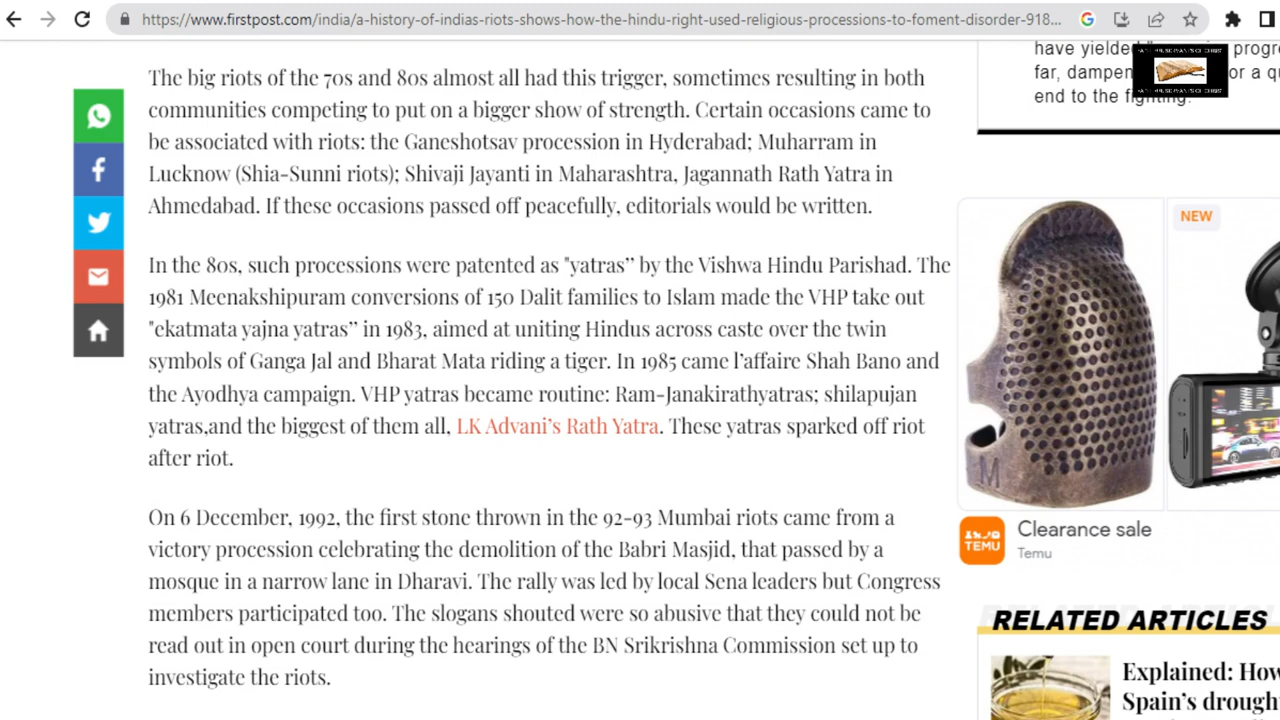 https://www.firstpost.com/india/a-history-of-indias-riots-shows-how-the-hindu-right-used-religious-processions-to-foment-disorder-918...
The big riots of the 70s and 80s almost all had this trigger, sometimes resulting in both
communities competing to put on a bigger show of strength. Certain occasions came to
be associated with riots: the Ganeshotsav procession in Hyderabad; Muharram in
Lucknow (Shia-Sunni riots); Shivaji Jayanti in Maharashtra, Jagannath Rath Yatra in
Ahmedabad. If these occasions passed off peacefully, editorials would be written.
In the 80s, such processions were patented as "yatras” by the Vishwa Hindu Parishad. The
1981 Meenakshipuram conversions of 150 Dalit families to Islam made the VHP take out
"ekatmata yajna yatras” in 1983, aimed at uniting Hindus across caste over the twin
symbols of Ganga Jal and Bharat Mata riding a tiger. In 1985 came l’affaire Shah Bano and
the Ayodhya campaign. VHP yatras became routine: Ram-Janakirathyatras; shilapujan
yatras,and the biggest of them all, LK Advani’s Rath Yatra. These yatras sparked off riot
after riot.
On 6 December, 1992, the first stone thrown in the 92-93 Mumbai riots came from a
victory procession celebrating the demolition of the Babri Masjid, that passed by a
mosque in a narrow lane in Dharavi. The rally was led by local Sena leaders but Congress
members participated too. The slogans shouted were so abusive that they could not be
read out in open court during the hearings of the BN Srikrishna Commission set up to
investigate the riots.
have yielded
far, dampen or a
end to the fighting.
NEW
M
TEMU
Clearance sale
Temu
RELATED ARTICLES
Explained: How
Spain’s drough